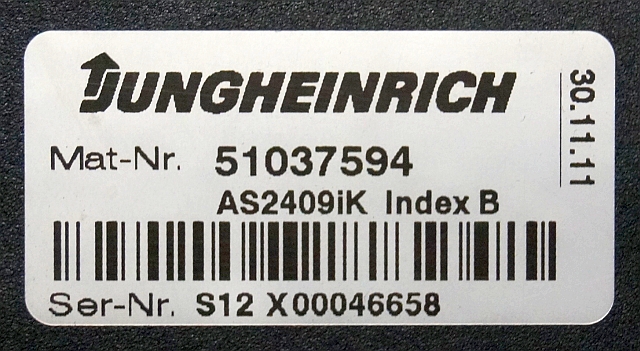 JUNGHEINRICH
30.11.11
Mat-Nr. 51037594
AS2409iK Index B
Ser-Nr. S12 X00046658